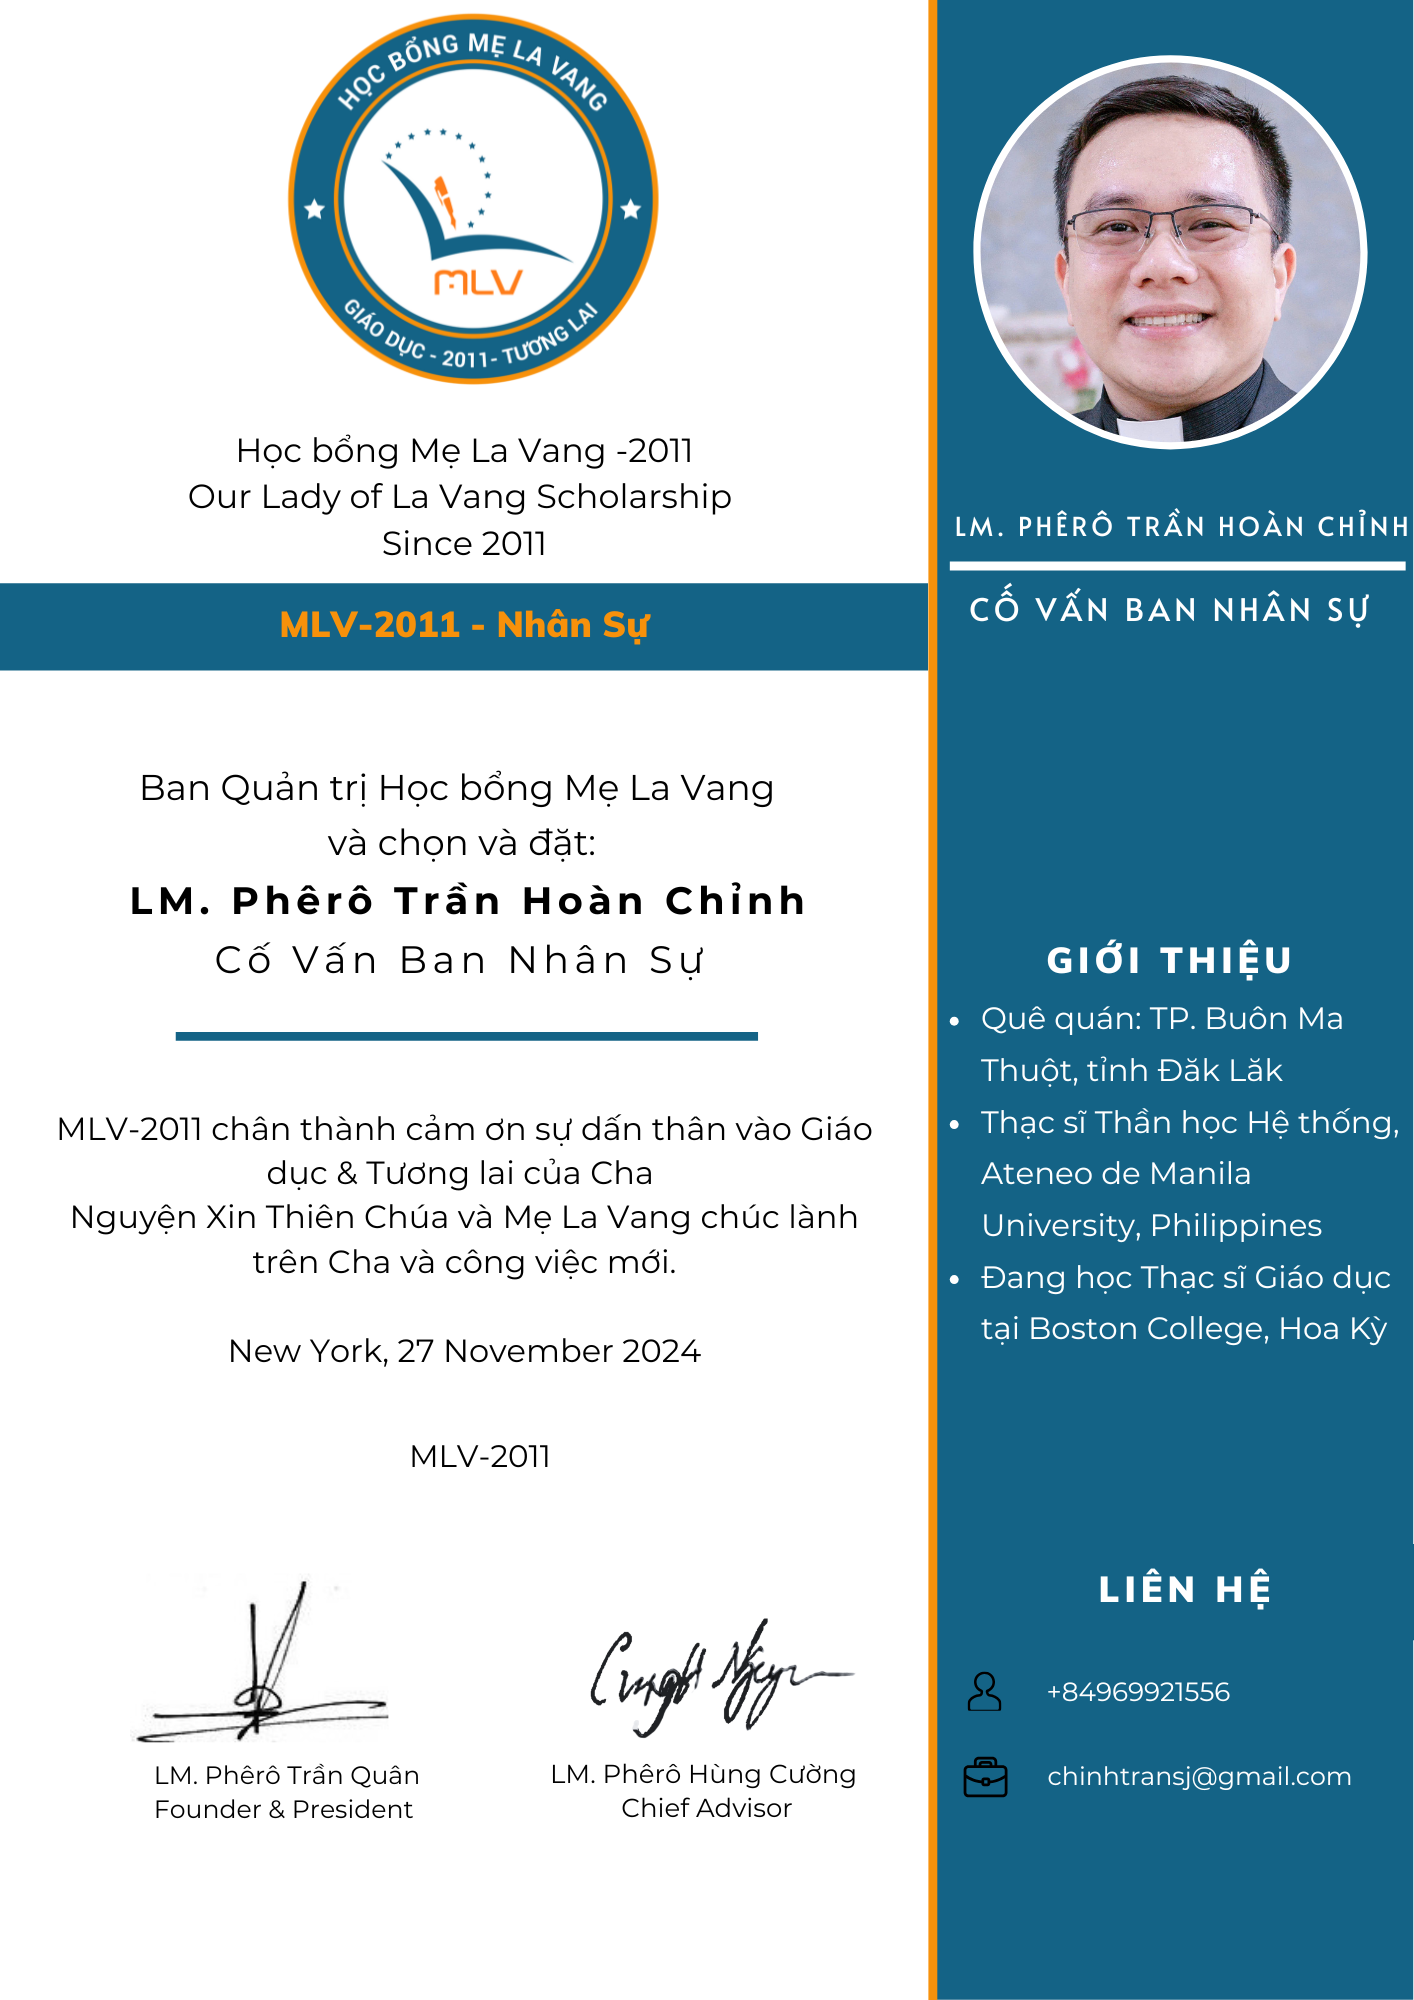 HỌC BỔNG MẸ LA VANG
MLV
GIÁO DỤC - 2011- TƯƠNG LAI
Học bổng Mẹ La Vang -2011
Our Lady of La Vang Scholarship
Since 2011
MLV-2011 - Nhân Sự
Ban Quản trị Học bổng Mẹ La Vang
và chọn và đặt:
LM. Phêrô Trần Hoàn Chỉnh
Cố Vấn Ban Nhân Sự
MLV-2011 chân thành cảm ơn sự dấn thân vào Giáo
dục & Tương lai của Cha
Nguyện Xin Thiên Chúa và Mẹ La Vang chúc lành
trên Cha và công việc mới.
New York, 27 November 2024
MLV-2011
LM. Phêrô Trần Quân
Founder & President
LM. Phêrô Hùng Cường
Chief Advisor
LM. PHÊRÔ TRẦN HOÀN CHỈNH
CỐ VẤN BAN NHÂN SỰ
GIỚI THIỆU
• Quê quán: TP. Buôn Ma
Thuột, tỉnh Đăk Lăk
• Thạc sĩ Thần học Hệ thống,
Ateneo de Manila
University, Philippines
• Đang học Thạc sĩ Giáo dục
tại Boston College, Hoa Kỳ
LIÊN HỆ
+84969921556
chinhtransj@gmail.com